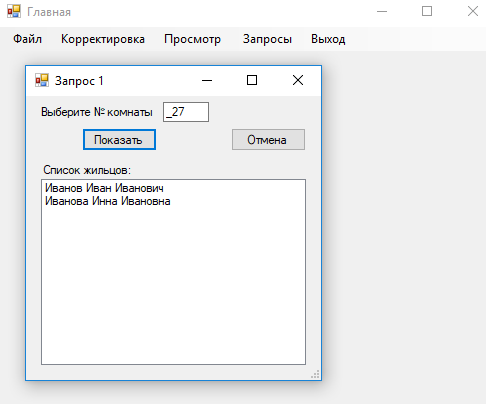 Главная
Файл Корректировка Просмотр Запросы Выход
Запрос 1
Выберите № комнаты _27
Показать Отмена
Список жильцов:
Иванов Иван Иванович
Иванова Инна Ивановна